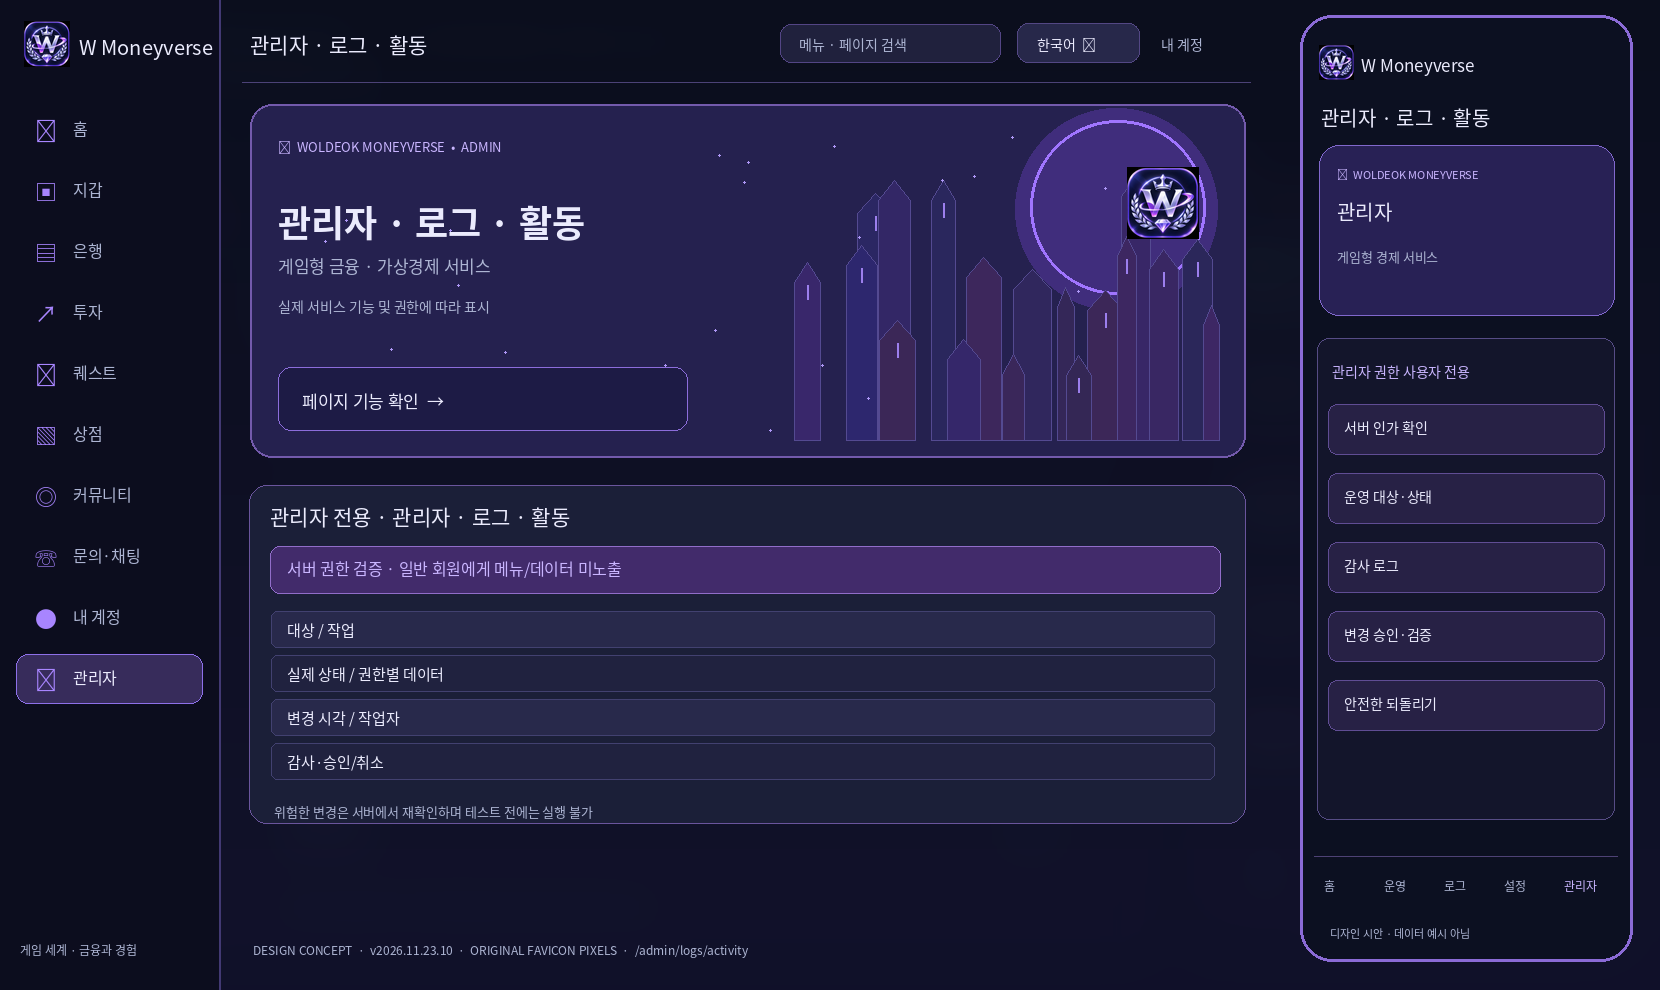 W Moneyverse
홈
지갑
은행
투자
퀘스트
상점
커뮤니티
문의·채팅
내 계정
관리자
게임 세계 · 금융과 경험
관리자 · 로그 · 활동
메뉴 · 페이지 검색
한국어
내 계정
WOLDEOK MONEYVERSE • ADMIN
관리자 · 로그 · 활동
게임형 금융 · 가상경제 서비스
실제 서비스 기능 및 권한에 따라 표시
페이지 기능 확인 →
관리자 전용 · 관리자 · 로그 · 활동
서버 권한 검증 · 일반 회원에게 메뉴/데이터 미노출
대상 / 작업
실제 상태 / 권한별 데이터
변경 시각 / 작업자
감사·승인/취소
위험한 변경은 서버에서 재확인하며 테스트 전에는 실행 불가
DESIGN CONCEPT · v2026.11.23.10 · ORIGINAL FAVICON PIXELS · /admin/logs/activity
W Moneyverse
관리자 · 로그 · 활동
WOLDEOK MONEYVERSE
관리자
게임형 경제 서비스
관리자 권한 사용자 전용
서버 인가 확인
운영 대상·상태
감사 로그
변경 승인·검증
안전한 되돌리기
홈 운영 로그 설정 관리자
디자인 시안 · 데이터 예시 아님